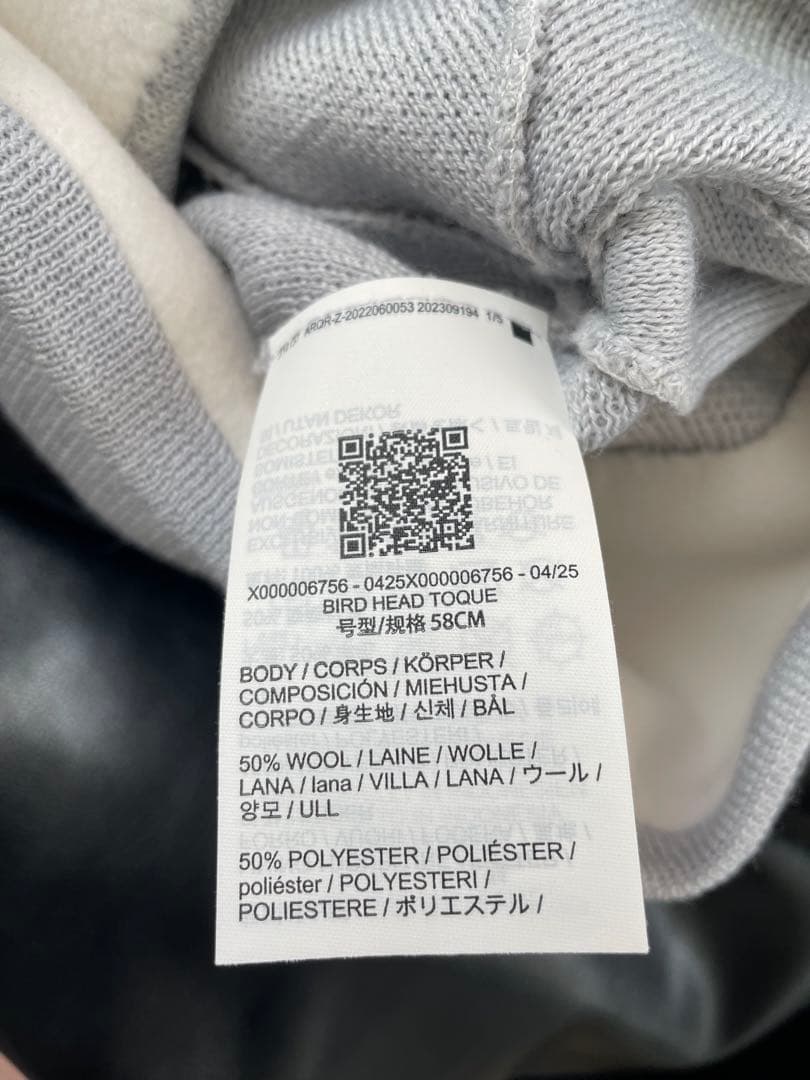 ARQR-Z-2022060053 202309194 1/5
X000006756 - 0425X000006756 - 04/25
BIRD HEAD TOQUE
号型/规格 58CM
BODY / CORPS / KÖRPER /
COMPOSICIÓN / MIEHUSTA /
CORPO / 身生地 / 신체 / BÅL
50% WOOL / LAINE / WOLLE /
LANA / lana / VILLA / LANA / ウール /
양모 / ULL
50% POLYESTER / POLIÉSTER /
poliéster / POLYESTERI /
POLIESTERE / ポリエステル /